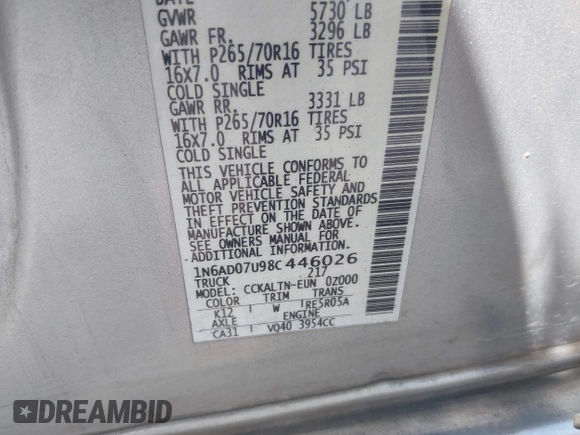 DATE
GVWR 5730 LB
GAWR FR. 3296 LB
WITH P265/70R16 TIRES
16X7.0 RIMS AT 35 PSI
COLD SINGLE
GAWR RR. 3331 LB
WITH P265/70R16 TIRES
16X7.0 RIMS AT 35 PSI
COLD SINGLE
THIS VEHICLE CONFORMS TO
ALL APPLICABLE FEDERAL
MOTOR VEHICLE SAFETY AND
THEFT PREVENTION STANDARDS
IN EFFECT ON THE DATE OF
MANUFACTURE SHOWN ABOVE.
SEE OWNERS MANUAL FOR
ADDITIONAL INFORMATION.
1N6AD07U98C446026
TRUCK 217
MODEL: CCKALTN-EUN 0Z000
COLOR TRIM TRANS
K12 W RE5R05A
AXLE ENGINE
CA31 VQ40 3954CC
DREAMBID